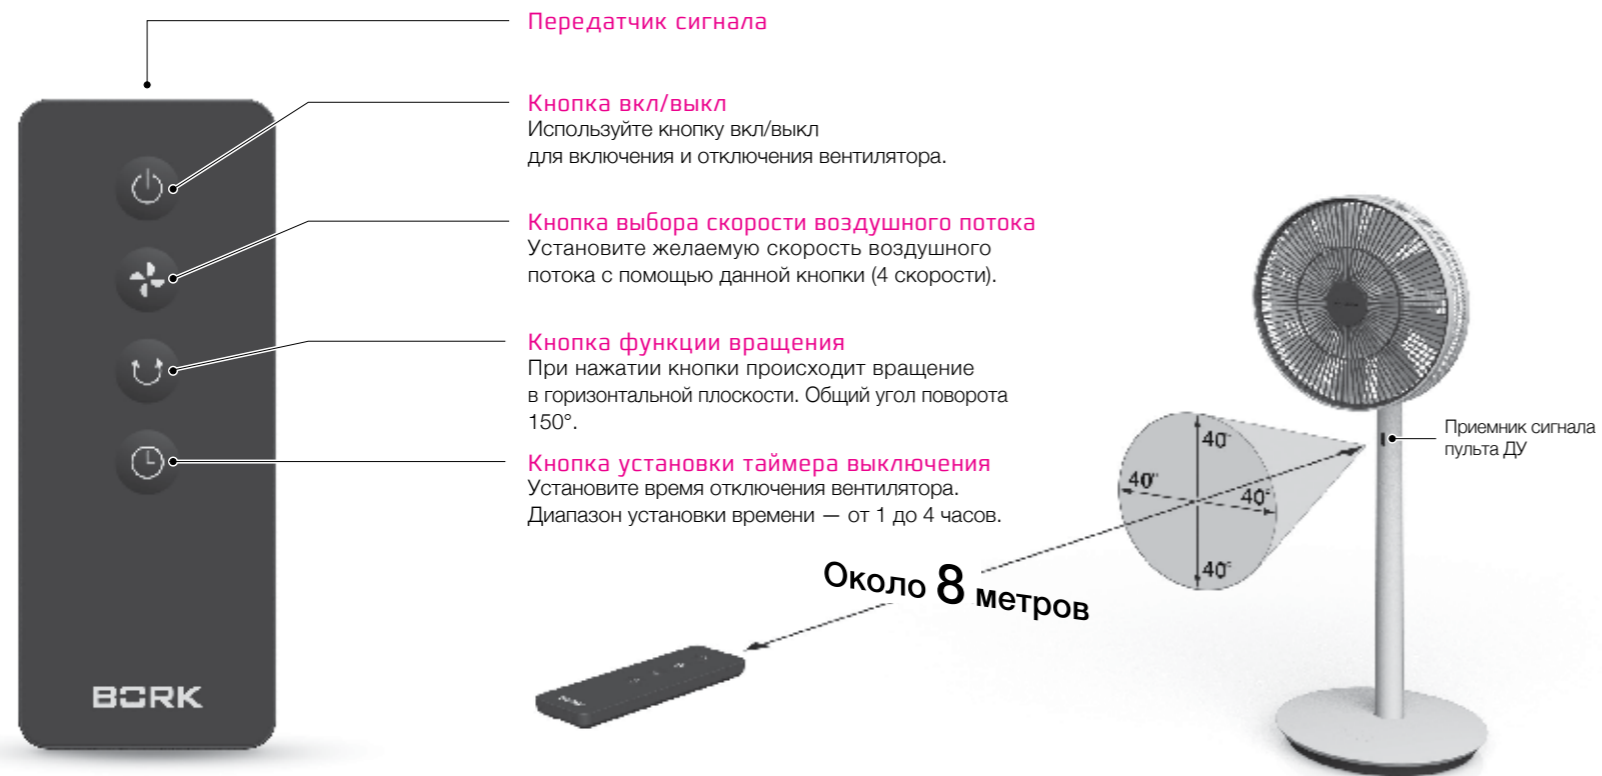 Передатчик сигнала
Кнопка вкл/выкл
Используйте кнопку вкл/выкл
для включения и отключения вентилятора.
Кнопка выбора скорости воздушного потока
Установите желаемую скорость воздушного
потока с помощью данной кнопки (4 скорости).
Кнопка функции вращения
При нажатии кнопки происходит вращение
в горизонтальной плоскости. Общий угол поворота
150°.
Кнопка установки таймера выключения
Установите время отключения вентилятора.
Диапазон установки времени — от 1 до 4 часов.
BORK
Приемник сигнала
пульта ДУ
40°
40°
40°
40°
Около 8 метров
BORK